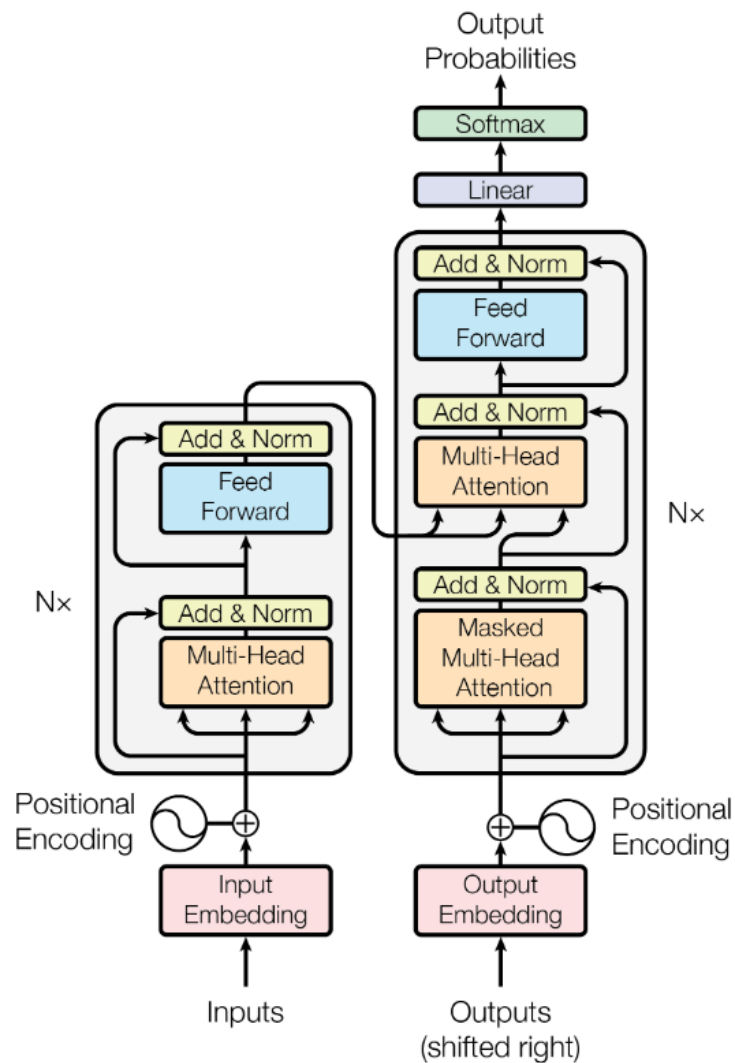 Output
Probabilities
Softmax
Linear
Add & Norm
Feed
Forward
Add & Norm
Multi-Head
Attention
Nx
Add & Norm
Masked
Multi-Head
Attention
Add & Norm
Feed
Forward
Nx
Add & Norm
Multi-Head
Attention
Positional
Encoding
Positional
Encoding
Input
Embedding
Output
Embedding
Inputs
Outputs
(shifted right)